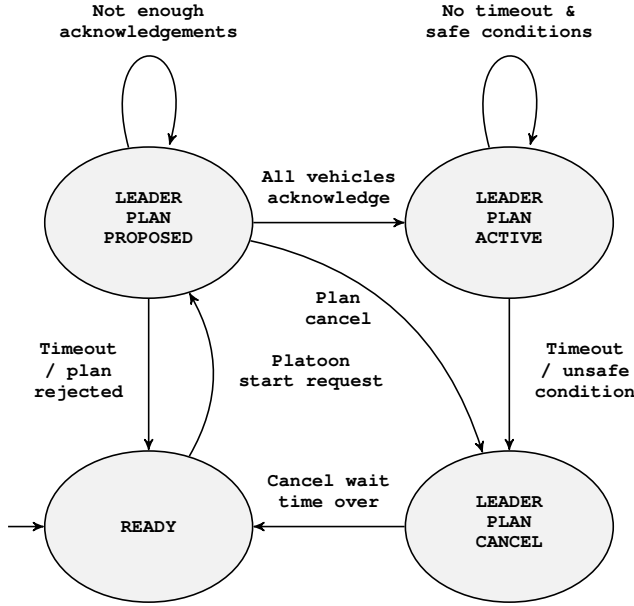 Not enough
acknowledgements
No timeout &
safe conditions
LEADER
PLAN
PROPOSED
All vehicles
acknowledge
LEADER
PLAN
ACTIVE
Plan
cancel
Timeout
/ plan
rejected
Platoon
start request
Timeout
/ unsafe
condition
READY
Cancel wait
time over
LEADER
PLAN
CANCEL